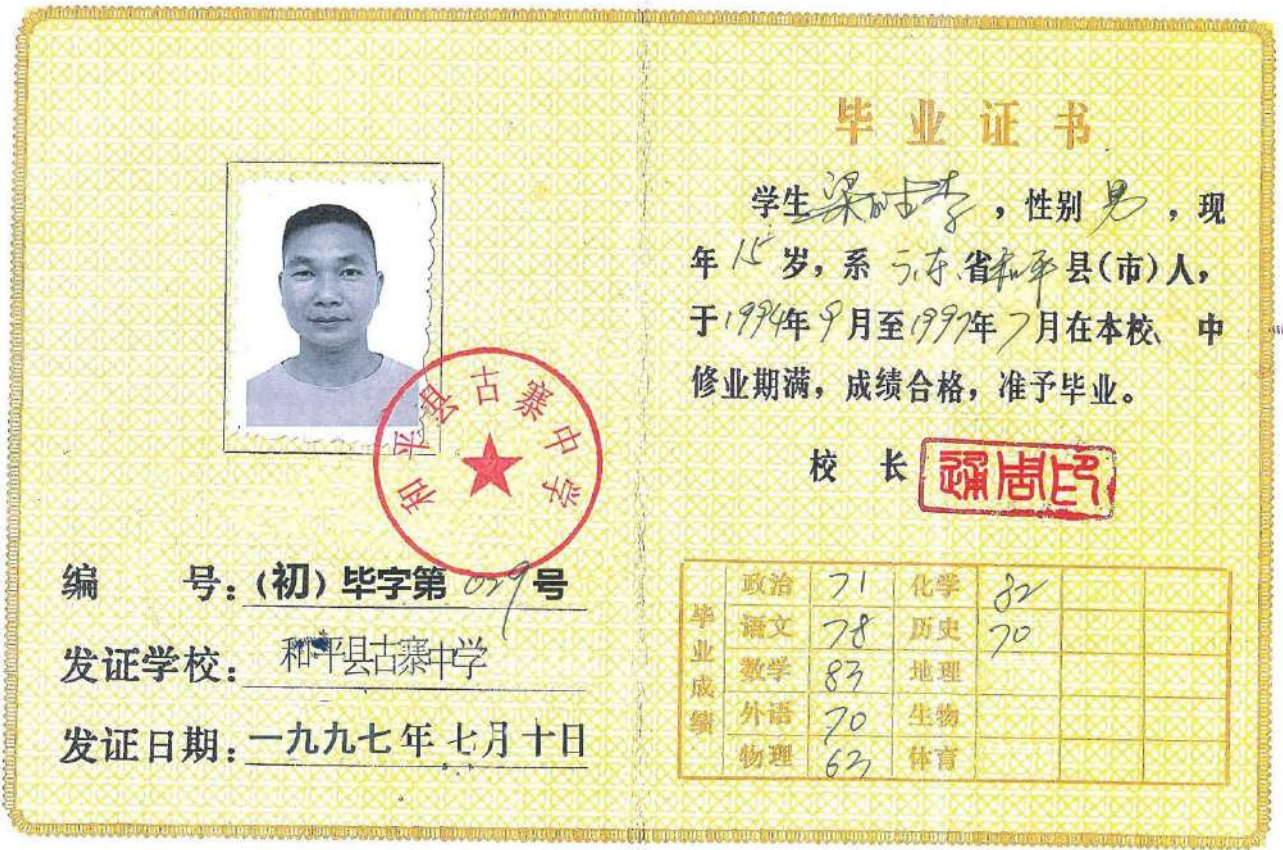 和平县古寨中学
编 号:(初)毕字第029号
发证学校:和平县古寨中学
发证日期:一九九七年七月十日
毕业证书
学生梁,性别男,现
年15岁,系广东省和平县(市)人,
于1994年9月至1997年7月在本校、中
修业期满,成绩合格,准予毕业。
校 长
毕业成绩
政治 71 化学 82
语文 78 历史 70
数学 83 地理
外语 70 生物
物理 63 体育